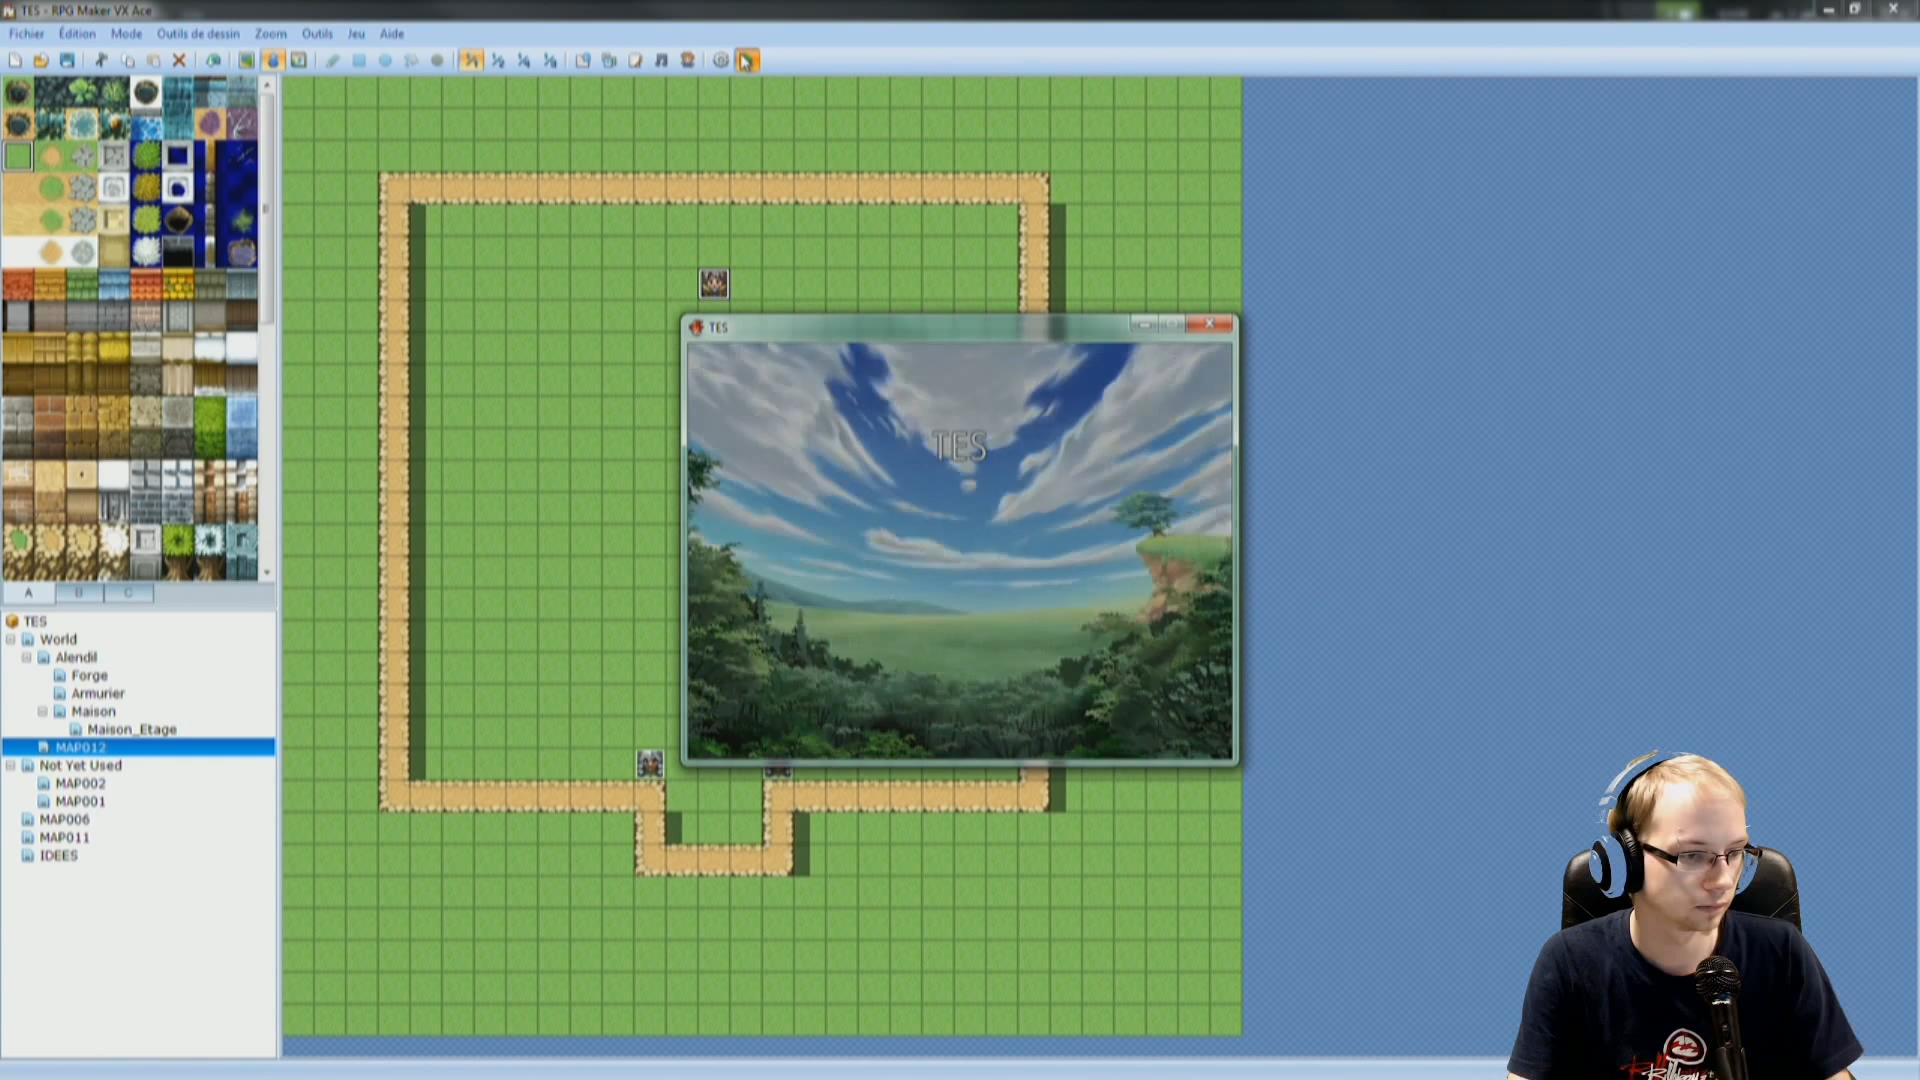 TES - RPG Maker VX Ace
Fichier Édition Mode Outils de dessin Zoom Outils Jeu Aide
TES
TES
A B C
TES
World
Alendil
Forge
Armurier
Maison
Maison_Etage
MAP012
Not Yet Used
MAP002
MAP001
MAP006
MAP011
IDEES